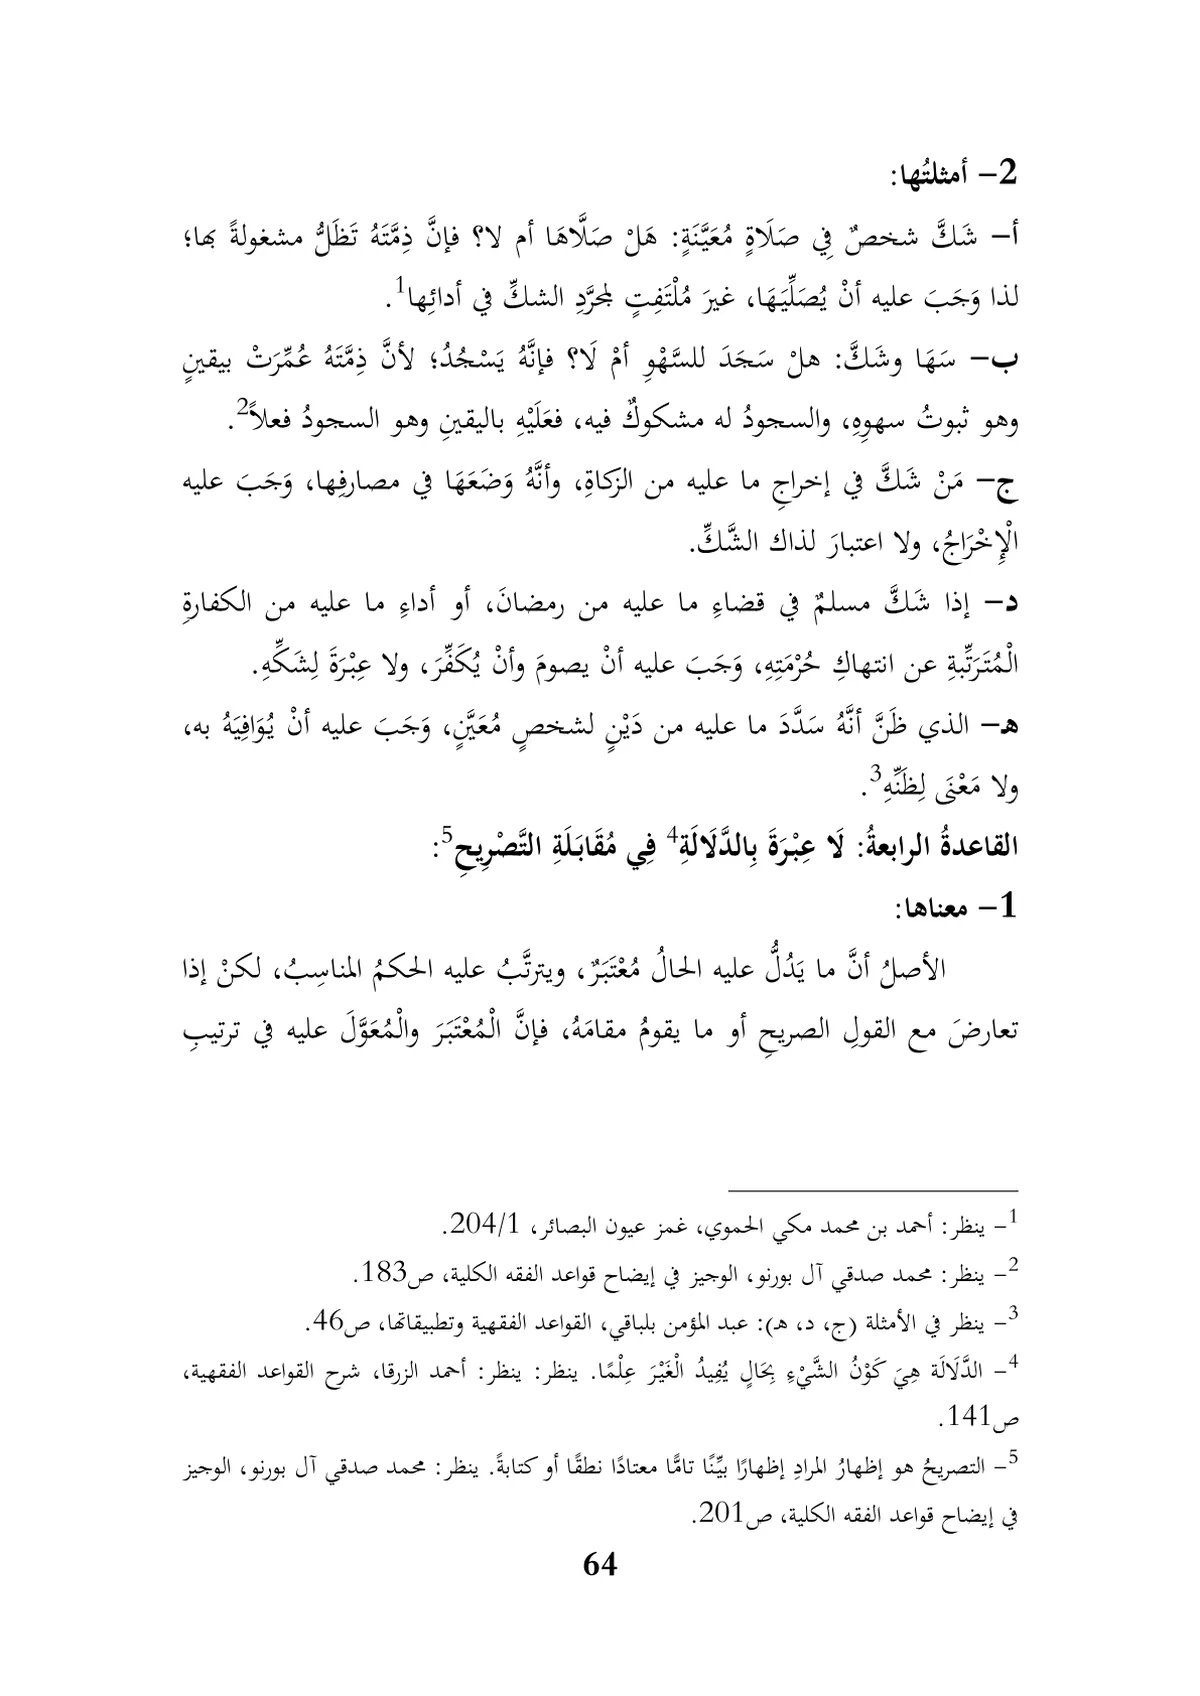 2- أمثلتُها:
أ- شَكَّ شخصٌ فِي صَلَاةٍ مُعَيَّنَةٍ: هَلْ صَلَّاهَا أم لا؟ فإنَّ ذِمَّتَهُ تَظَلُّ مشغولةً بها؛
لذا وَجَبَ عليه أنْ يُصَلِّيَهَا، غيرَ مُلْتَفِتٍ لمجرَّدِ الشكِّ في أدائِها1.
ب- سَهَا وشَكَّ: هلْ سَجَدَ للسَّهْوِ أمْ لَا؟ فإنَّهُ يَسْجُدُ؛ لأنَّ ذِمَّتَهُ عُمِّرَتْ بيقينٍ
وهو ثبوتُ سهوِهِ، والسجودُ له مشكوكٌ فيه، فعَلَيْهِ باليقينِ وهو السجودُ فعلاً2.
ج- مَنْ شَكَّ في إخراجِ ما عليه من الزكاةِ، وأنَّهُ وَضَعَهَا في مصارفِها، وَجَبَ عليه
الْإِخْرَاجُ، ولا اعتبارَ لذاك الشَّكِّ.
د- إذا شَكَّ مسلمٌ في قضاءِ ما عليه من رمضانَ، أو أداءِ ما عليه من الكفارةِ
الْمُتَرَتِّبةِ عن انتهاكِ حُرْمَتِهِ، وَجَبَ عليه أنْ يصومَ وأنْ يُكَفِّرَ، ولا عِبْرَةَ لِشَكِّهِ.
هـ- الذي ظَنَّ أنَّهُ سَدَّدَ ما عليه من دَيْنٍ لشخصٍ مُعَيَّنٍ، وَجَبَ عليه أنْ يُوَافِيَهُ به،
ولا مَعْنَى لِظَنِّهِ3.
القاعدةُ الرابعةُ: لَا عِبْرَةَ بِالدَّلَالَةِ4 فِي مُقَابَلَةِ التَّصْرِيحِ5:
1- معناها:
الأصلُ أنَّ ما يَدُلُّ عليه الحالُ مُعْتَبَرٌ، ويترتَّبُ عليه الحكمُ المناسِبُ، لكنْ إذا
تعارضَ مع القولِ الصريحِ أو ما يقومُ مقامَهُ، فإنَّ الْمُعْتَبَرَ والْمُعَوَّلَ عليه في ترتيبِ
1- ينظر: أحمد بن محمد مكي الحموي، غمز عيون البصائر، 204/1.
2- ينظر: محمد صدقي آل بورنو، الوجيز في إيضاح قواعد الفقه الكلية، ص183.
3- ينظر في الأمثلة (ج، د، هـ): عبد المؤمن بلباقي، القواعد الفقهية وتطبيقاتها، ص46.
4- الدَّلَالَة هِيَ كَوْنُ الشَّيْءِ بِحَالٍ يُفِيدُ الْغَيْرَ عِلْمًا. ينظر: ينظر: أحمد الزرقا، شرح القواعد الفقهية،
ص141.
5- التصريحُ هو إظهارُ المرادِ إظهارًا بيِّنًا تامًّا معتادًا نطقًا أو كتابةً. ينظر: محمد صدقي آل بورنو، الوجيز
في إيضاح قواعد الفقه الكلية، ص201.
64